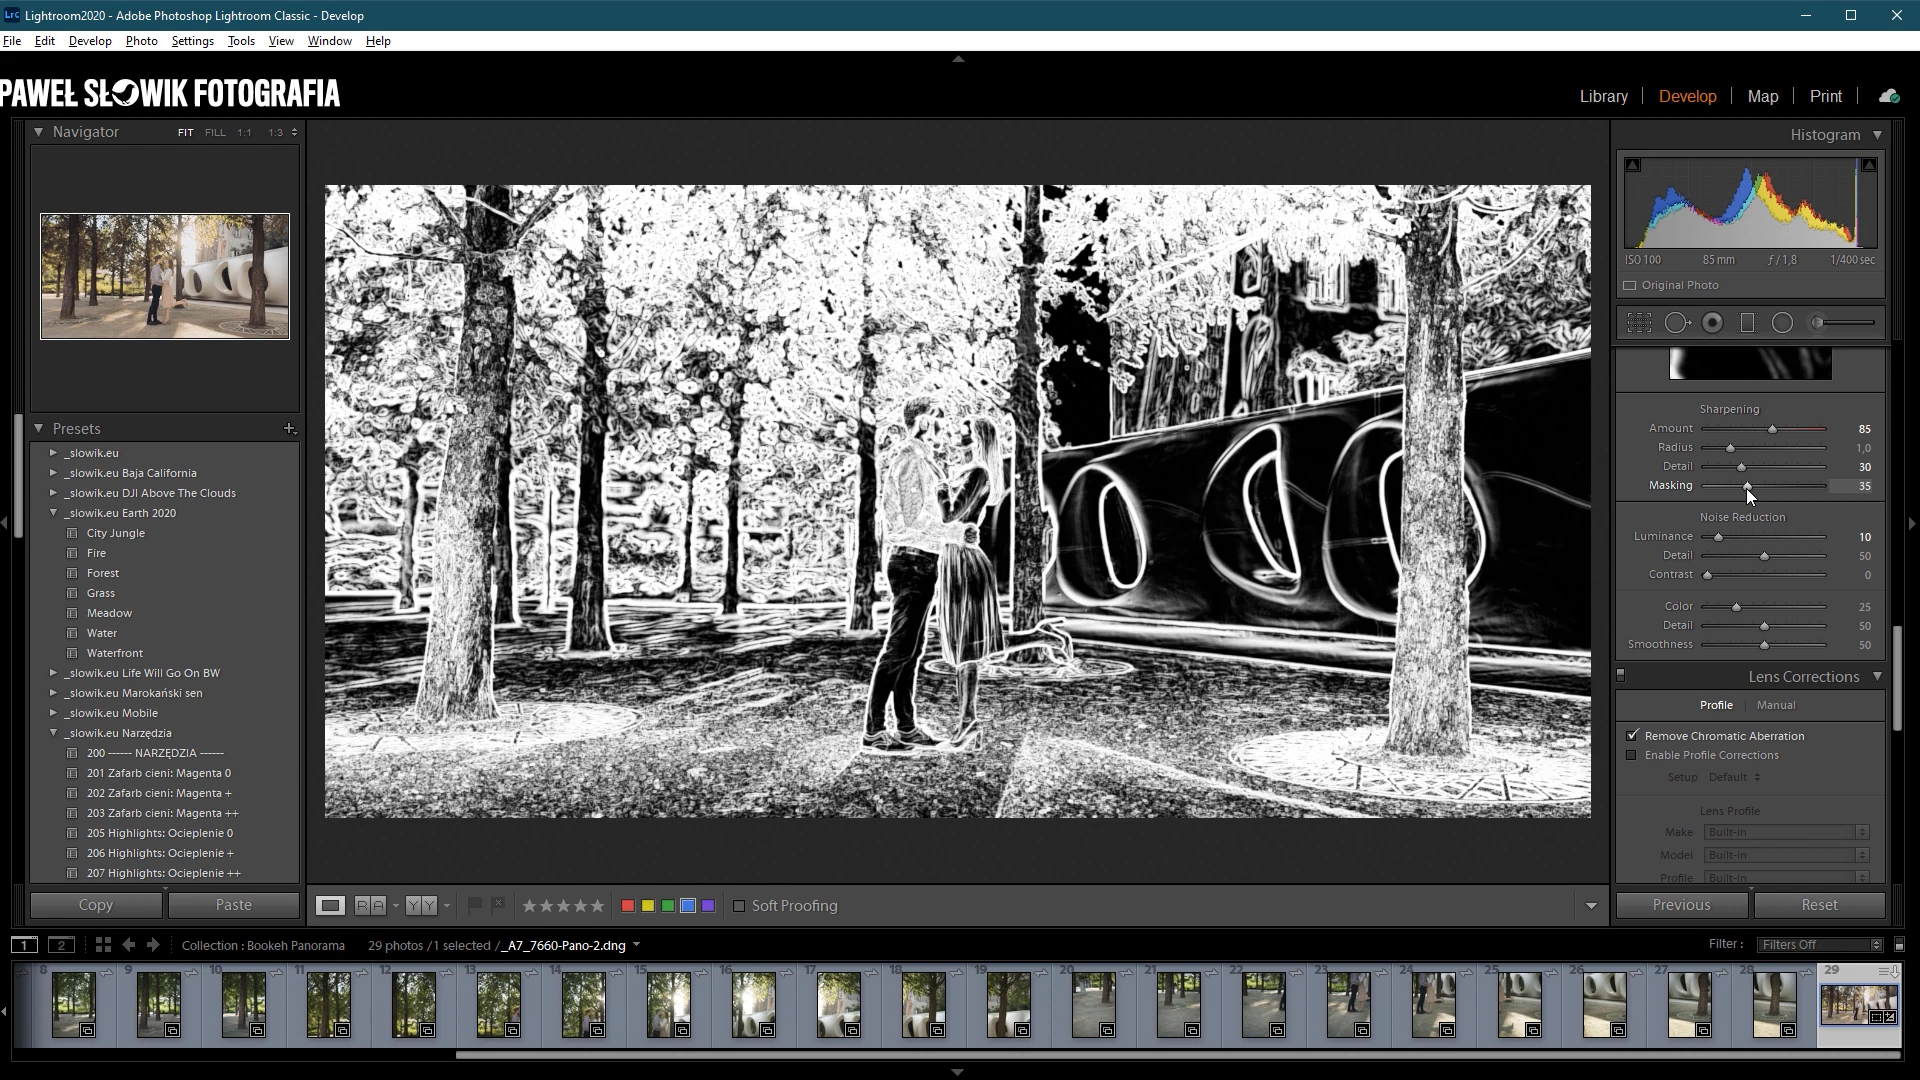 Lrc Lightroom2020 - Adobe Photoshop Lightroom Classic - Develop
File Edit Develop Photo Settings Tools View Window Help
PAWEŁ SŁOWIK FOTOGRAFIA
Library Develop Map Print
Navigator FIT FILL 1:1 1:3
Presets
_slowik.eu
_slowik.eu Baja California
_slowik.eu DJI Above The Clouds
_slowik.eu Earth 2020
City Jungle
Fire
Forest
Grass
Meadow
Water
Waterfront
_slowik.eu Life Will Go On BW
_slowik.eu Marokański sen
_slowik.eu Mobile
_slowik.eu Narzędzia
200 ------ NARZĘDZIA ------
201 Zafarb cieni: Magenta 0
202 Zafarb cieni: Magenta +
203 Zafarb cieni: Magenta ++
205 Highlights: Ocieplenie 0
206 Highlights: Ocieplenie +
207 Highlights: Ocieplenie ++
Copy Paste
Histogram
ISO 100 85 mm ƒ / 1,8 1/400 sec
Original Photo
Sharpening
Amount 85
Radius 1,0
Detail 30
Masking 35
Noise Reduction
Luminance 10
Detail 50
Contrast 0
Color 25
Detail 50
Smoothness 50
Lens Corrections
Profile Manual
Remove Chromatic Aberration
Enable Profile Corrections
Setup Default
Lens Profile
Make Built-in
Model Built-in
Profile Built-in
Previous Reset
R A Y Y Soft Proofing
1 2 Collection : Bookeh Panorama 29 photos / 1 selected / _A7_7660-Pano-2.dng Filter : Filters Off
8 9 10 11 12 13 14 15 16 17 18 19 20 21 22 23 24 25 26 27 28 29